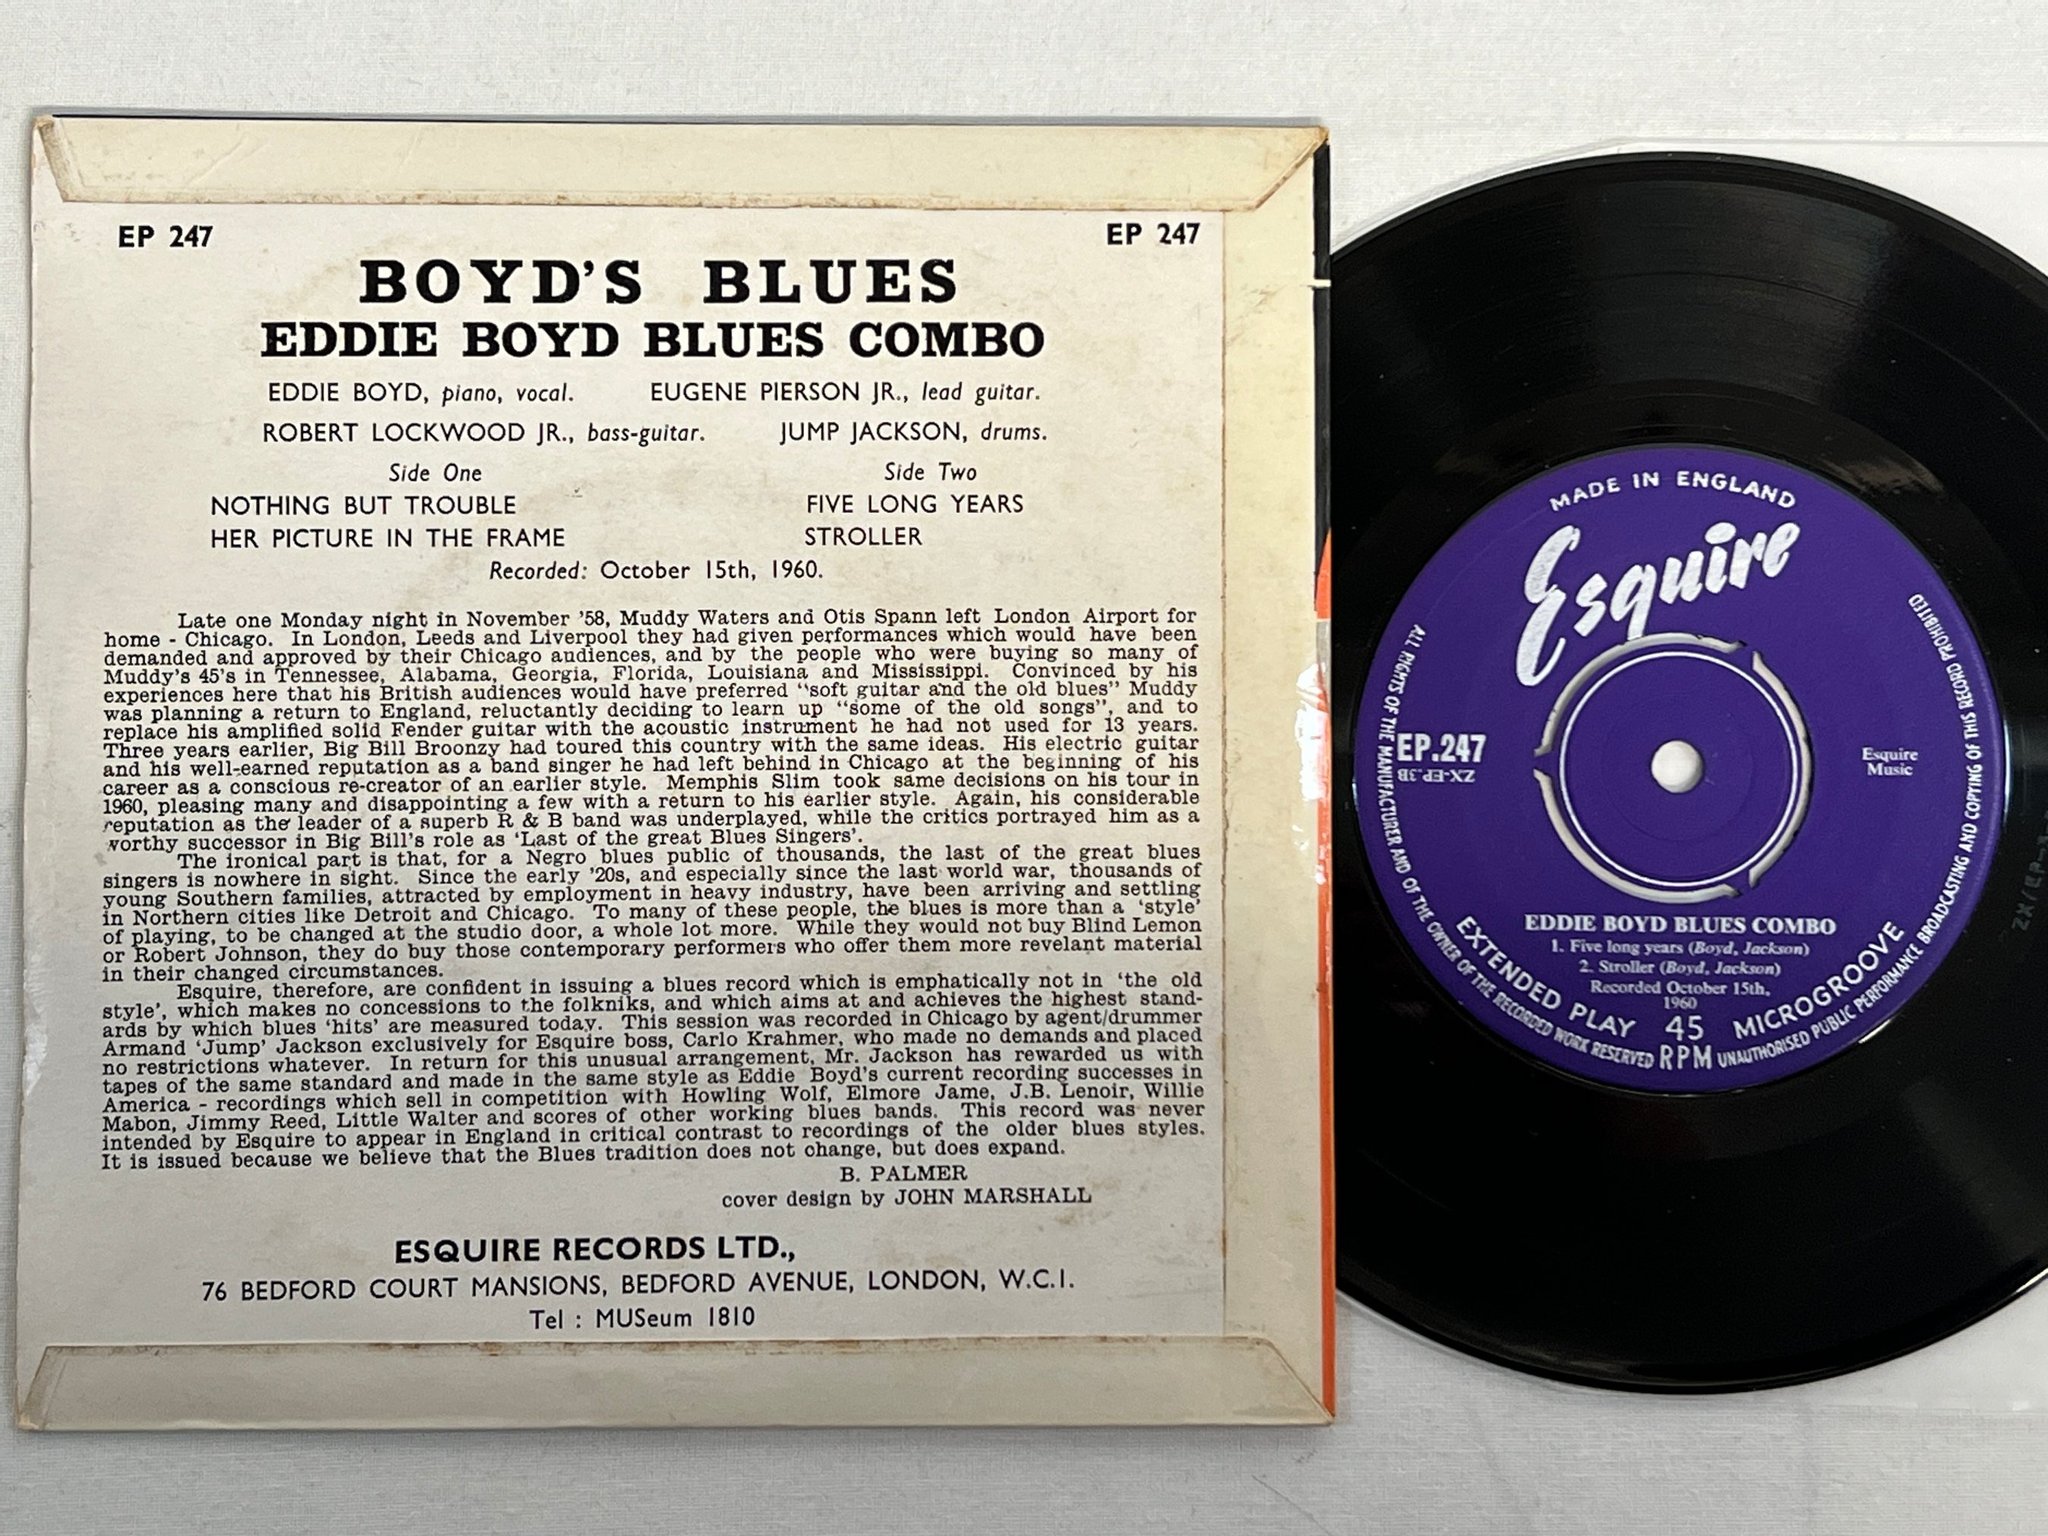 EP 247 EP 247
BOYD'S BLUES
EDDIE BOYD BLUES COMBO
EDDIE BOYD, piano, vocal. EUGENE PIERSON JR., lead guitar.
ROBERT LOCKWOOD JR., bass-guitar. JUMP JACKSON, drums.
Side One Side Two
NOTHING BUT TROUBLE FIVE LONG YEARS
HER PICTURE IN THE FRAME STROLLER
Recorded: October 15th, 1960.
Late one Monday night in November '58, Muddy Waters and Otis Spann left London Airport for
home - Chicago. In London, Leeds and Liverpool they had given performances which would have been
demanded and approved by their Chicago audiences, and by the people who were buying so many of
Muddy's 45's in Tennessee, Alabama, Georgia, Florida, Louisiana and Mississippi. Convinced by his
experiences here that his British audiences would have preferred "soft guitar and the old blues" Muddy
was planning a return to England, reluctantly deciding to learn up "some of the old songs", and to
replace his amplified solid Fender guitar with the acoustic instrument he had not used for 13 years.
Three years earlier, Big Bill Broonzy had toured this country with the same ideas. His electric guitar
and his well-earned reputation as a band singer he had left behind in Chicago at the beginning of his
career as a conscious re-creator of an earlier style. Memphis Slim took same decisions on his tour in
1960, pleasing many and disappointing a few with a return to his earlier style. Again, his considerable
reputation as the leader of a superb R & B band was underplayed, while the critics portrayed him as a
worthy successor in Big Bill's role as 'Last of the great Blues Singers'.
The ironical part is that, for a Negro blues public of thousands, the last of the great blues
singers is nowhere in sight. Since the early '20s, and especially since the last world war, thousands of
young Southern families, attracted by employment in heavy industry, have been arriving and settling
in Northern cities like Detroit and Chicago. To many of these people, the blues is more than a 'style'
of playing, to be changed at the studio door, a whole lot more. While they would not buy Blind Lemon
or Robert Johnson, they do buy those contemporary performers who offer them more revelant material
in their changed circumstances.
Esquire, therefore, are confident in issuing a blues record which is emphatically not in 'the old
style', which makes no concessions to the folkniks, and which aims at and achieves the highest stand-
ards by which blues 'hits' are measured today. This session was recorded in Chicago by agent/drummer
Armand 'Jump' Jackson exclusively for Esquire boss, Carlo Krahmer, who made no demands and placed
no restrictions whatever. In return for this unusual arrangement, Mr. Jackson has rewarded us with
tapes of the same standard and made in the same style as Eddie Boyd's current recording successes in
America - recordings which sell in competition with Howling Wolf, Elmore Jame, J.B. Lenoir, Willie
Mabon, Jimmy Reed, Little Walter and scores of other working blues bands. This record was never
intended by Esquire to appear in England in critical contrast to recordings of the older blues styles.
It is issued because we believe that the Blues tradition does not change, but does expand.
B. PALMER
cover design by JOHN MARSHALL
ESQUIRE RECORDS LTD.,
76 BEDFORD COURT MANSIONS, BEDFORD AVENUE, LONDON, W.C.I.
Tel : MUSeum 1810
MADE IN ENGLAND
Esquire
EP.247
ZX-EP.3B
Esquire
Music
EDDIE BOYD BLUES COMBO
1. Five long years (Boyd, Jackson)
2. Stroller (Boyd, Jackson)
Recorded October 15th,
1960
EXTENDED PLAY 45 RPM MICROGROOVE
ALL RIGHTS OF THE MANUFACTURER AND OF THE OWNER OF THE RECORDED WORK RESERVED UNAUTHORISED PUBLIC PERFORMANCE BROADCASTING AND COPYING OF THIS RECORD PROHIBITED